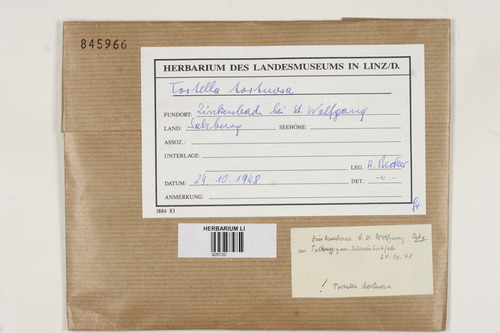 845966
HERBARIUM DES LANDESMUSEUMS IN LINZ/D.
Tortella tortuosa
FUNDORT: Zinkenbach bei St. Wolfgang
LAND: Salzburg SEEHÖHE:
ASSOZ.:
UNTERLAGE:
LEG.: H. Becker
DATUM: 24.10.1948 DET.: -"-
ANMERKUNG:
1884 83
HERBARIUM LI
Zinkenbach b. St. Wolfgang
am
24.10.48
! Tortella tortuosa